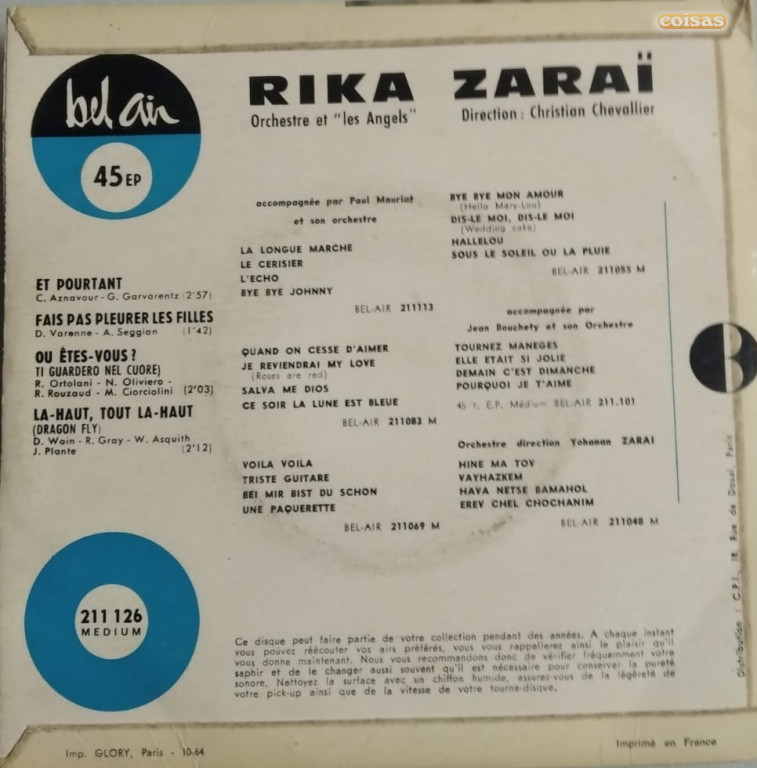 coisas
bel air
45 EP
RIKA ZARAÏ
Orchestre et "les Angels"
Direction : Christian Chevallier
ET POURTANT
C. Aznavour - G. Garvarentz (2'57)
FAIS PAS PLEURER LES FILLES
D. Varenne - A. Seggian (1'42)
OU ÊTES-VOUS ?
TI GUARDERO NEL CUORE)
R. Ortolani - N. Oliviero -
R. Rouzaud - M. Ciorciolini (2'03)
LA-HAUT, TOUT LA-HAUT
(DRAGON FLY)
D. Wain - R. Gray - W. Asquith
J. Plante (2'12)
accompagnée par Paul Mauriat
et son orchestre
LA LONGUE MARCHE
LE CERISIER
L'ECHO
BYE BYE JOHNNY
BEL-AIR 211113
QUAND ON CESSE D'AIMER
JE REVIENDRAI MY LOVE
(Roses are red)
SALVA ME DIOS
CE SOIR LA LUNE EST BLEUE
BEL-AIR 211083 M
VOILA VOILA
TRISTE GUITARE
BEI MIR BIST DU SCHON
UNE PAQUERETTE
BEL-AIR 211069 M
BYE BYE MON AMOUR
(Hello Mary-Lou)
DIS-LE MOI, DIS-LE MOI
(Wedding cake)
HALLELOU
SOUS LE SOLEIL OU LA PLUIE
BEL-AIR 211055 M
accompagnée par
Jean Bouchety et son Orchestre
TOURNEZ MANEGES
ELLE ETAIT SI JOLIE
DEMAIN C'EST DIMANCHE
POURQUOI JE T'AIME
45 t. E.P. Médium BEL-AIR 211.101
Orchestre direction Yohanan ZARAI
HINE MA TOV
VAYHAZKEM
HAVA NETSE BAMAHOL
EREV CHEL CHOCHANIM
BEL-AIR 211048 M
211 126
MEDIUM
Ce disque peut faire partie de votre collection pendant des années. A chaque instant
vous pouvez réécouter vos airs préférés, vous vous rappellerez ainsi le plaisir qu'il
vous donne maintenant. Nous vous recommandons donc de vérifier fréquemment votre
saphir et de le changer aussi souvent qu'il est nécessaire pour conserver la pureté
sonore. Nettoyez la surface avec un chiffon humide, assurez-vous de la légèreté de
votre pick-up ainsi que de la vitesse de votre tourne-disque.
Distribution : C.P.I., 18, Rue de Douai, Paris
Imp. GLORY, Paris - 10-64
Imprimé en France